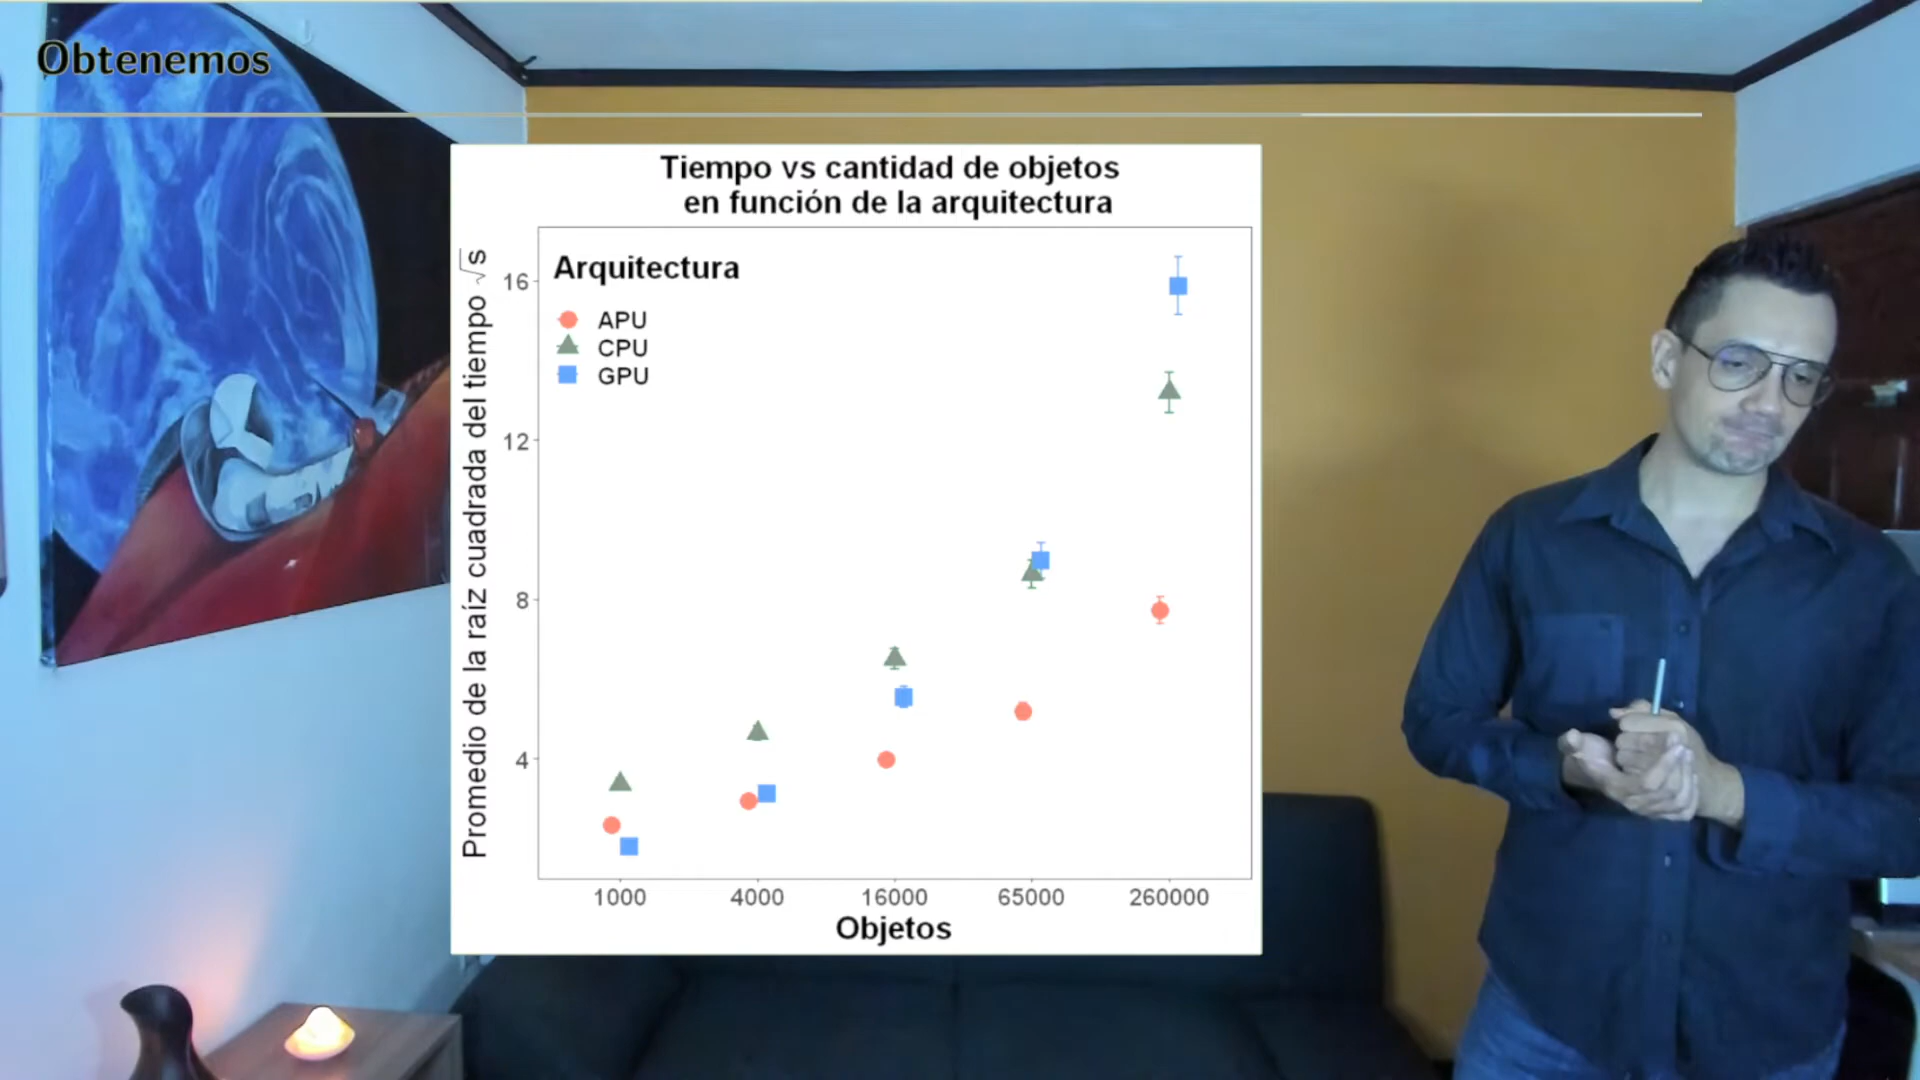 Obtenemos
Tiempo vs cantidad de objetos
en función de la arquitectura
Promedio de la raíz cuadrada del tiempo √s
Arquitectura
APU
CPU
GPU
16
12
8
4
1000 4000 16000 65000 260000
Objetos